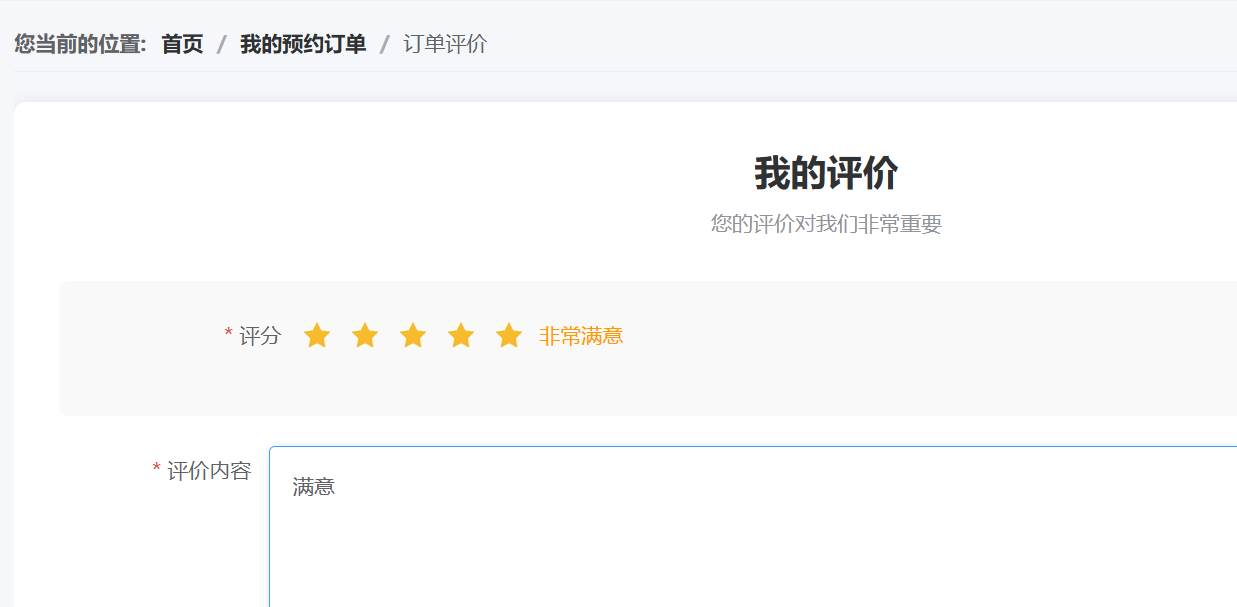 您当前的位置: 首页 / 我的预约订单 / 订单评价
我的评价
您的评价对我们非常重要
* 评分 非常满意
* 评价内容
满意